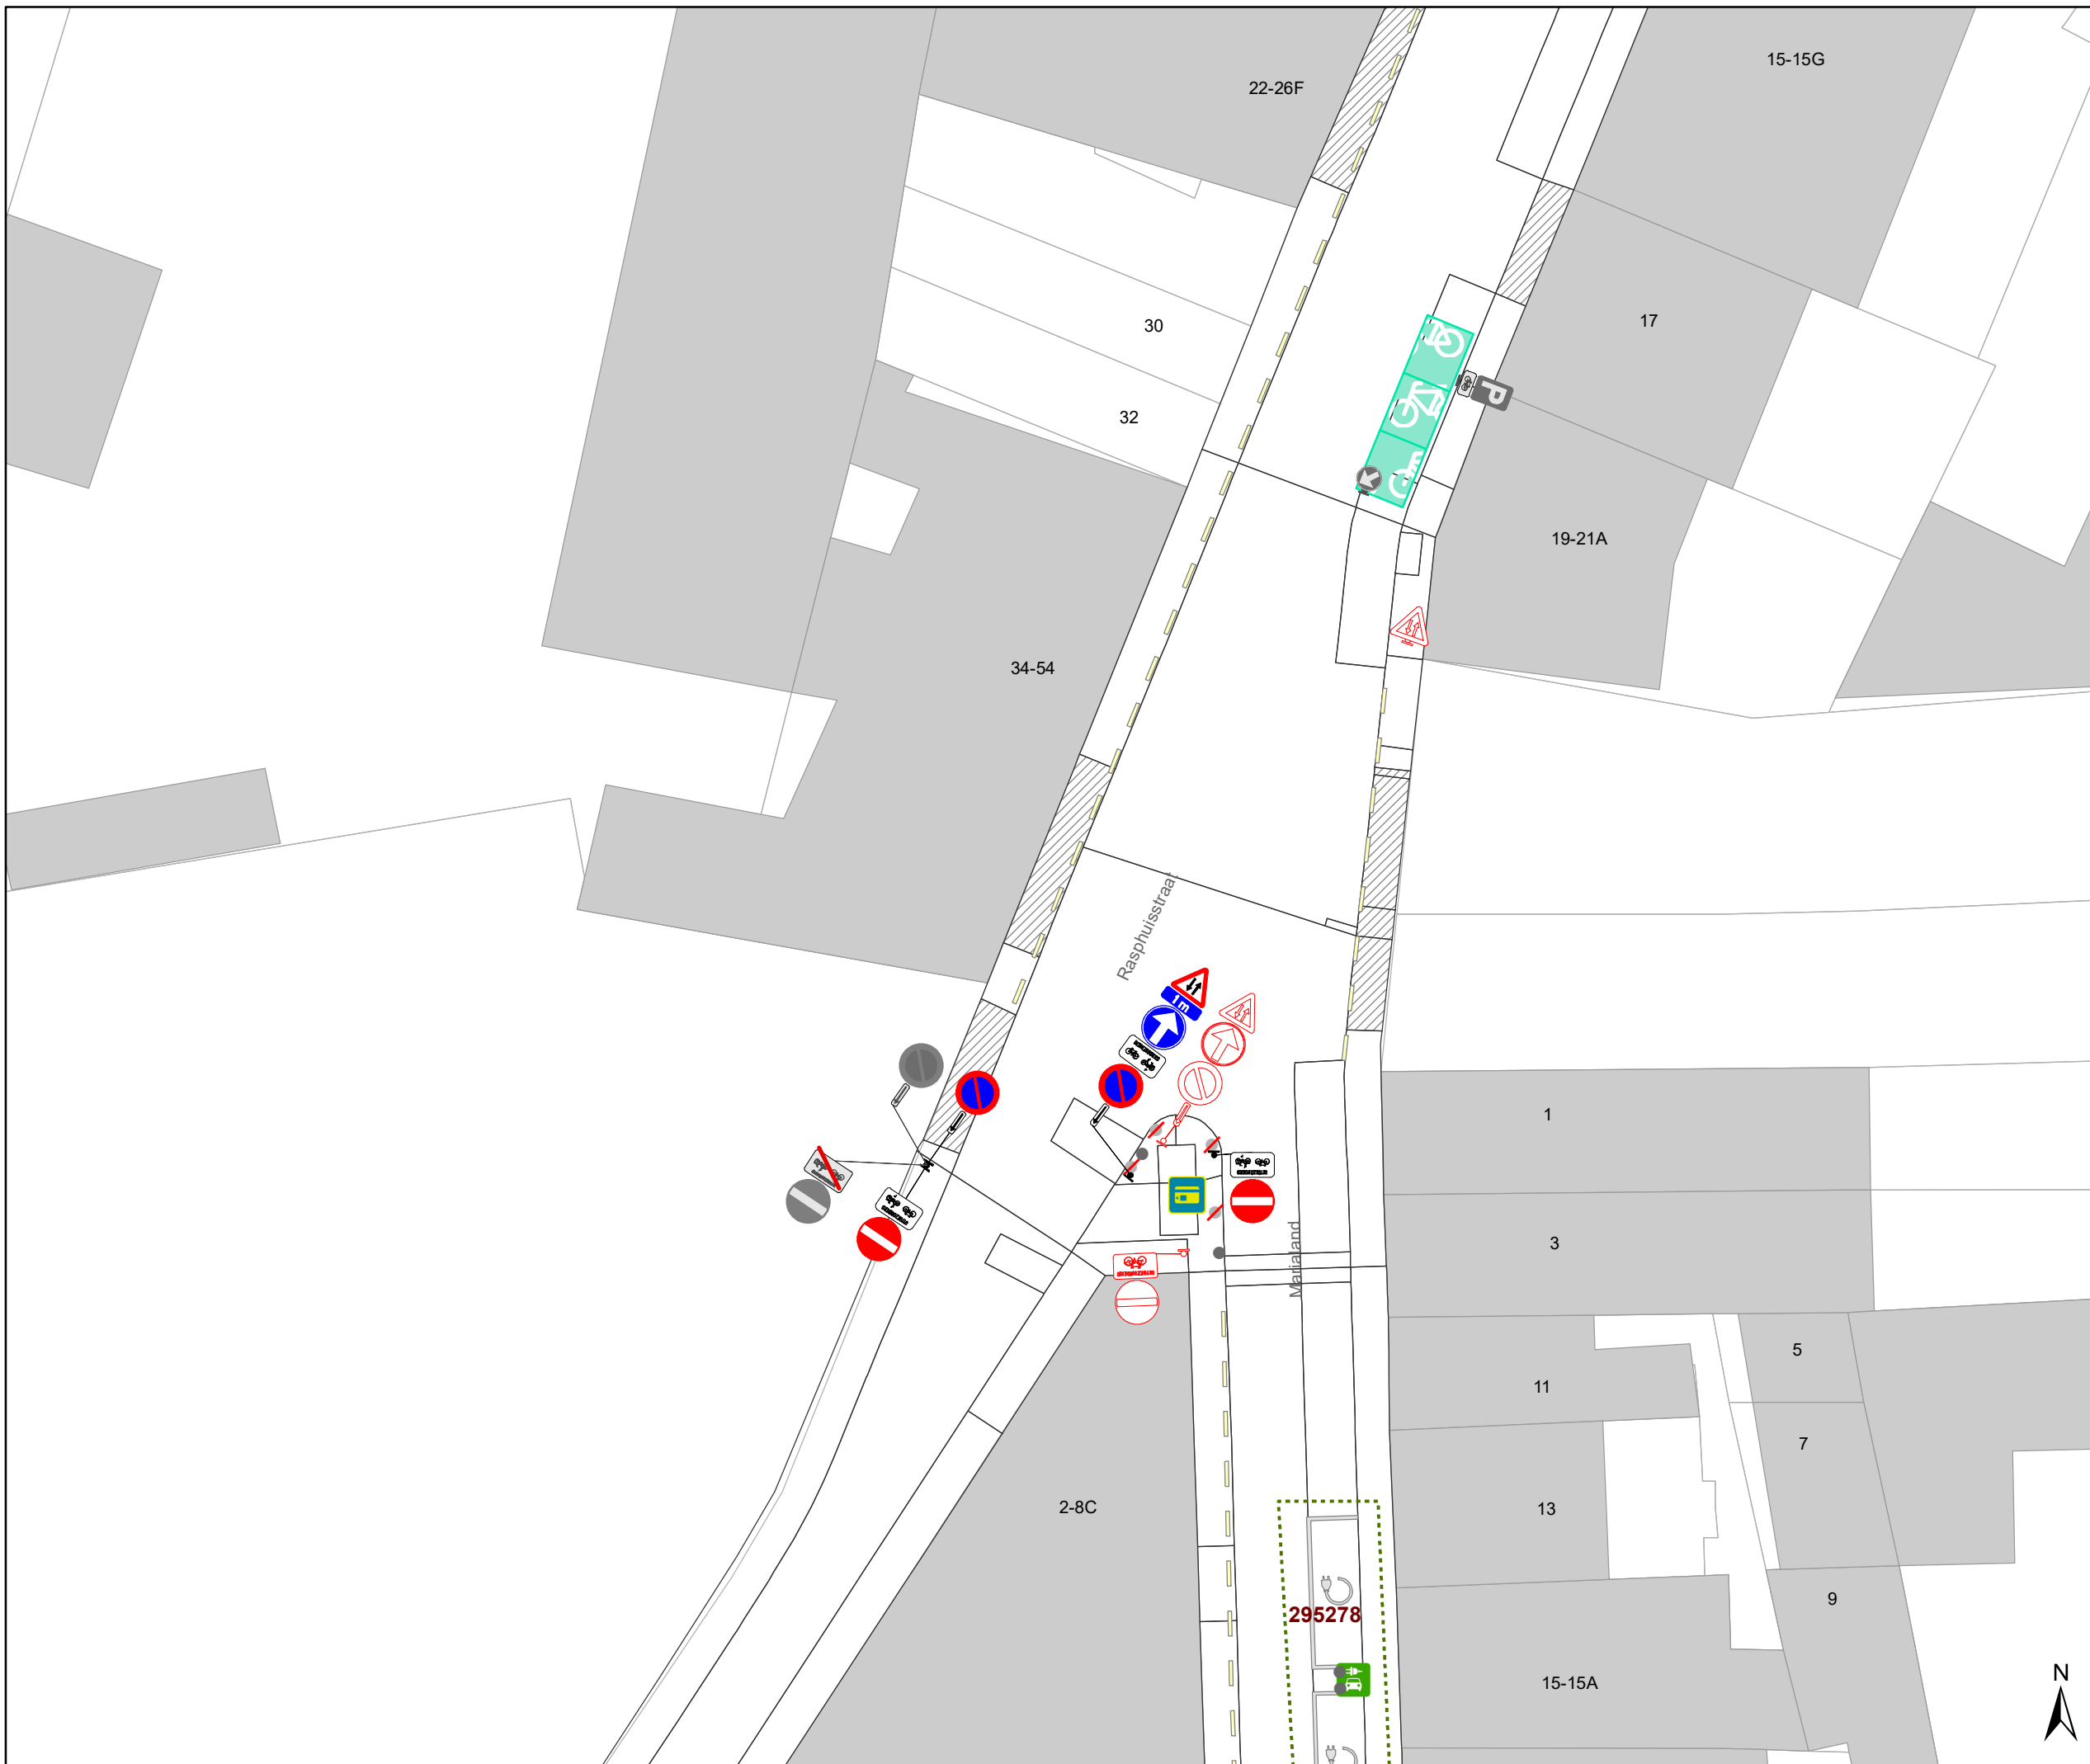 15-15G
22-26F
17
30
32
19-21A
34-54
Rasphuisstraat
1 m
P
1
3
Marialand
5
11
7
2-8C
13
9
295278
15-15A
N